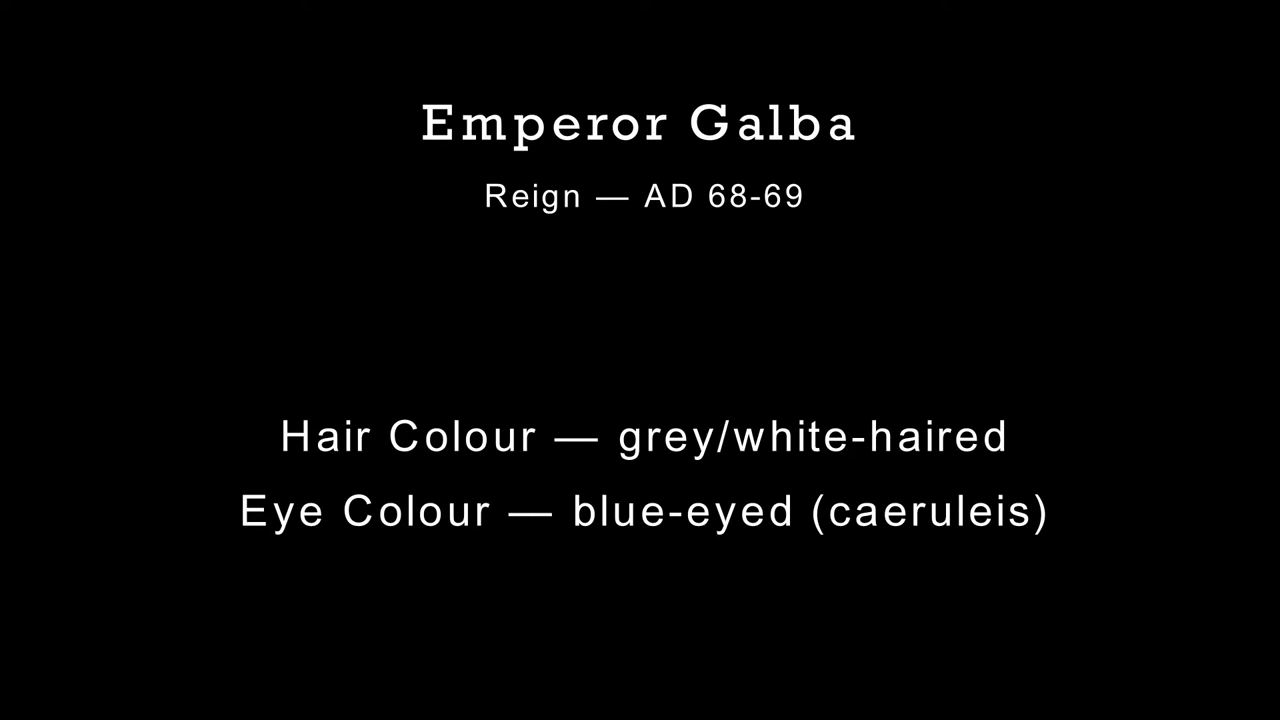 Emperor Galba
Reign — AD 68-69
Hair Colour — grey/white-haired
Eye Colour — blue-eyed (caeruleis)